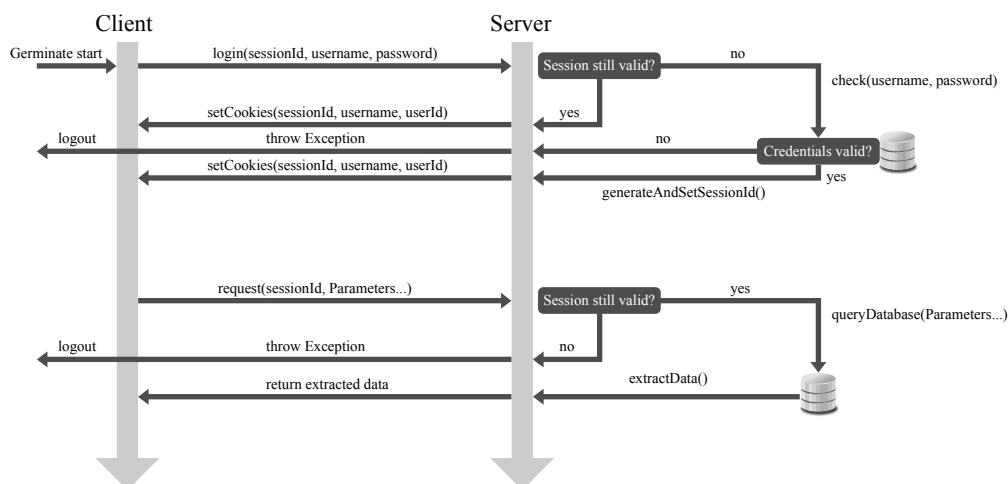 Client
Server
Germinate start
login(sessionId, username, password)
Session still valid?
no
check(username, password)
setCookies(sessionId, username, userId)
yes
logout
throw Exception
no
Credentials valid?
setCookies(sessionId, username, userId)
yes
generateAndSetSessionId()
request(sessionId, Parameters...)
Session still valid?
yes
queryDatabase(Parameters...)
logout
throw Exception
no
return extracted data
extractData()